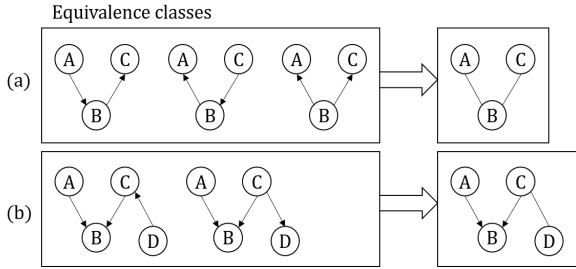 Equivalence classes
(a)
A C A C A C A C
B B B B
(b)
A C A C A C
B D B D B D